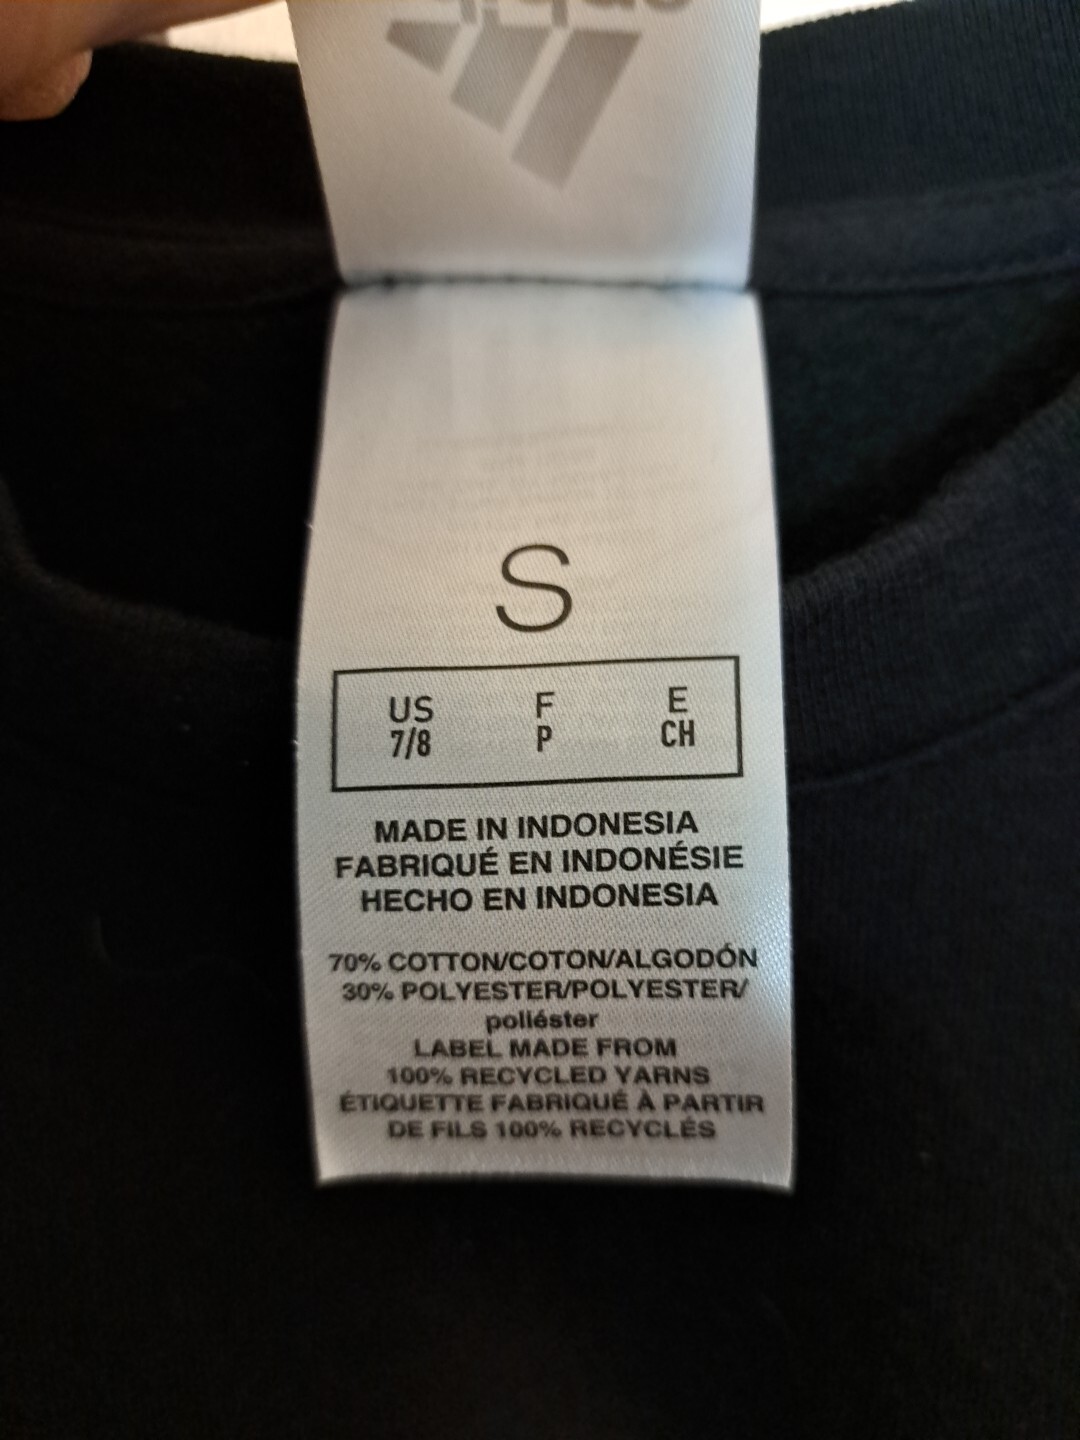 adidas
S
US F E
7/8 P CH
MADE IN INDONESIA
FABRIQUÉ EN INDONÉSIE
HECHO EN INDONESIA
70% COTTON/COTON/ALGODÓN
30% POLYESTER/POLYESTER/
poliéster
LABEL MADE FROM
100% RECYCLED YARNS
ÉTIQUETTE FABRIQUÉ À PARTIR
DE FILS 100% RECYCLÉS